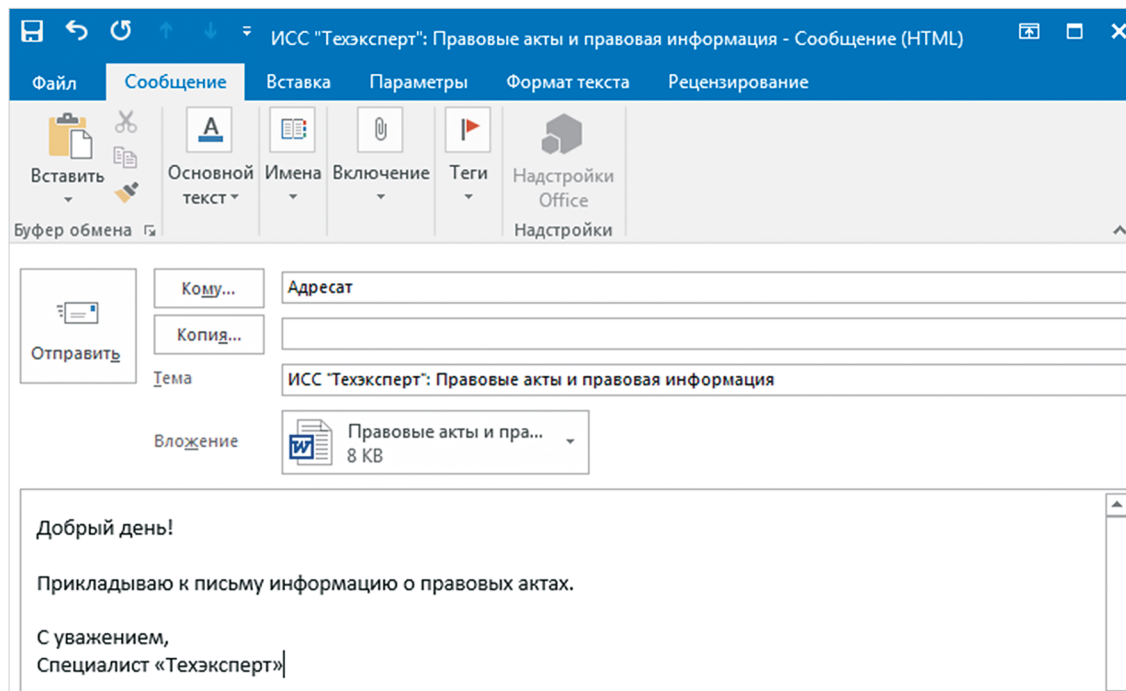 ИСС "Техэксперт": Правовые акты и правовая информация - Сообщение (HTML)
Файл Сообщение Вставка Параметры Формат текста Рецензирование
Вставить
Основной текст
Имена
Включение
Теги
Надстройки Office
Буфер обмена
Надстройки
Отправить
Кому... Адресат
Копия...
Тема ИСС "Техэксперт": Правовые акты и правовая информация
Вложение
Правовые акты и пра...
8 KB
Добрый день!
Прикладываю к письму информацию о правовых актах.
С уважением,
Специалист «Техэксперт»